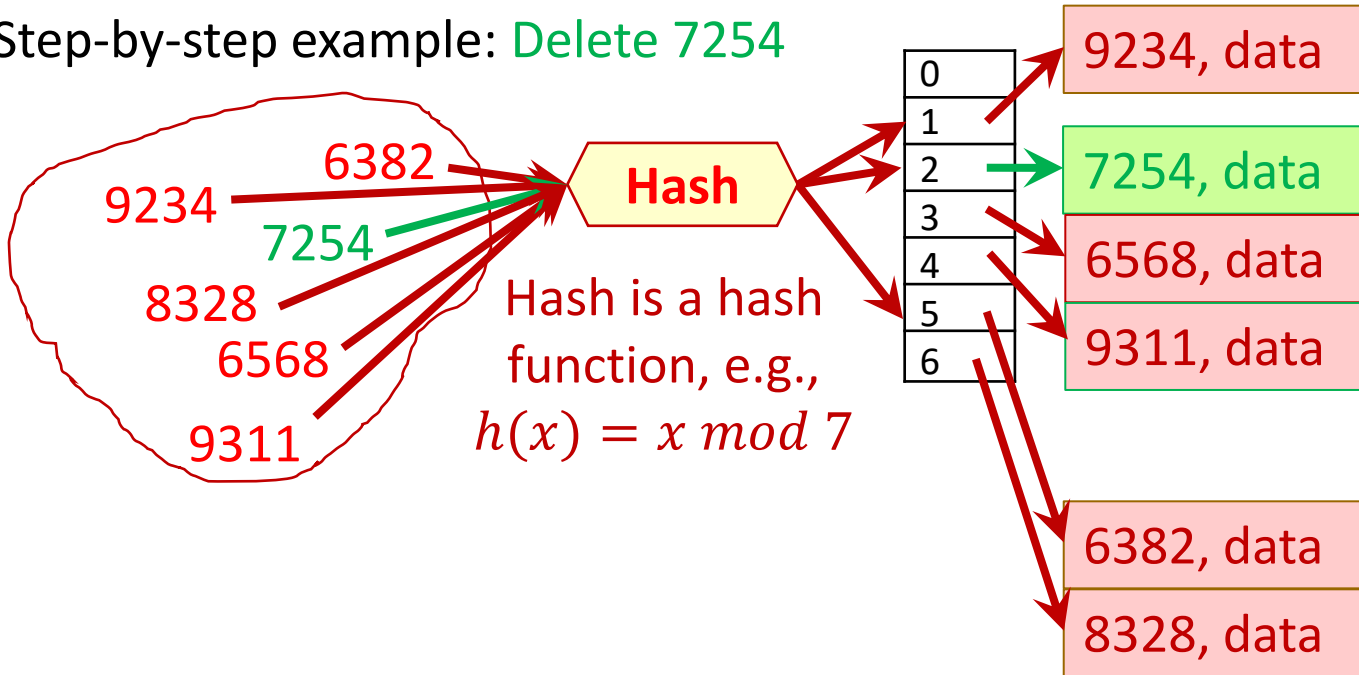 Step-by-step example: Delete 7254
6382
9234
7254
8328
6568
9311
Hash
Hash is a hash
function, e.g.,
h(x) = x mod 7
0
1
2
3
4
5
6
9234, data
7254, data
6568, data
9311, data
6382, data
8328, data